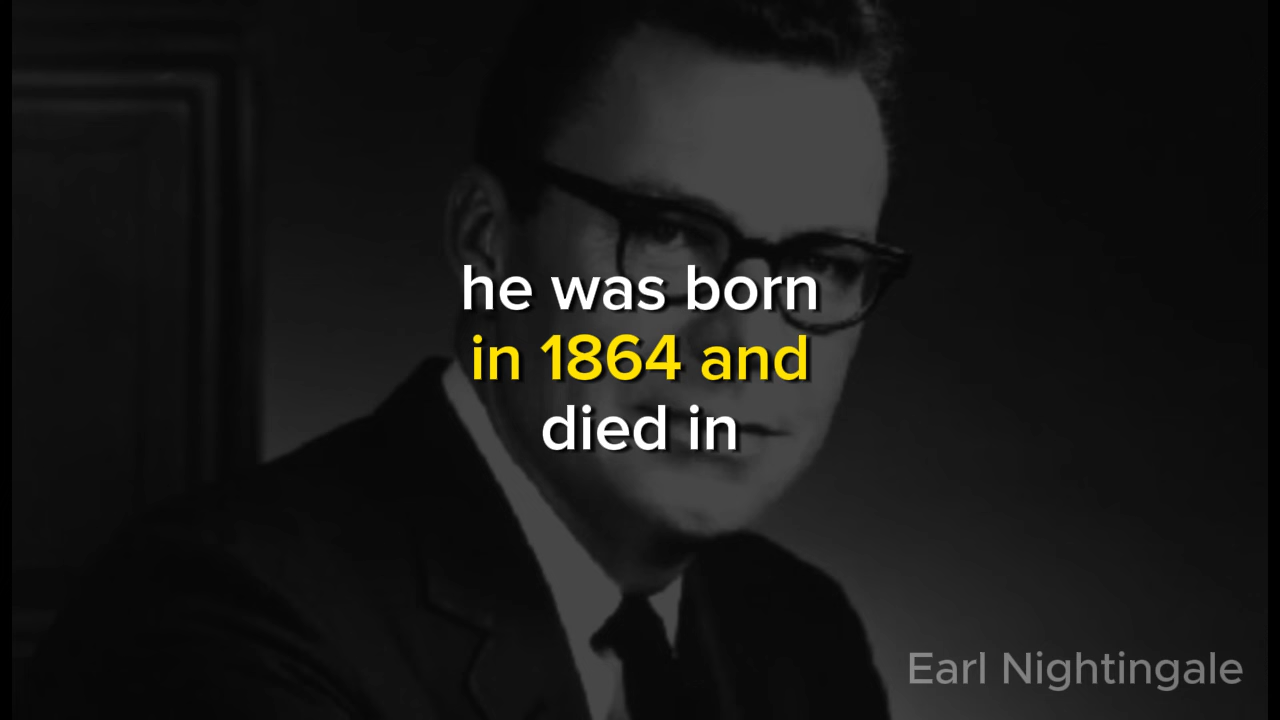 he was born
in 1864 and
died in
Earl Nightingale